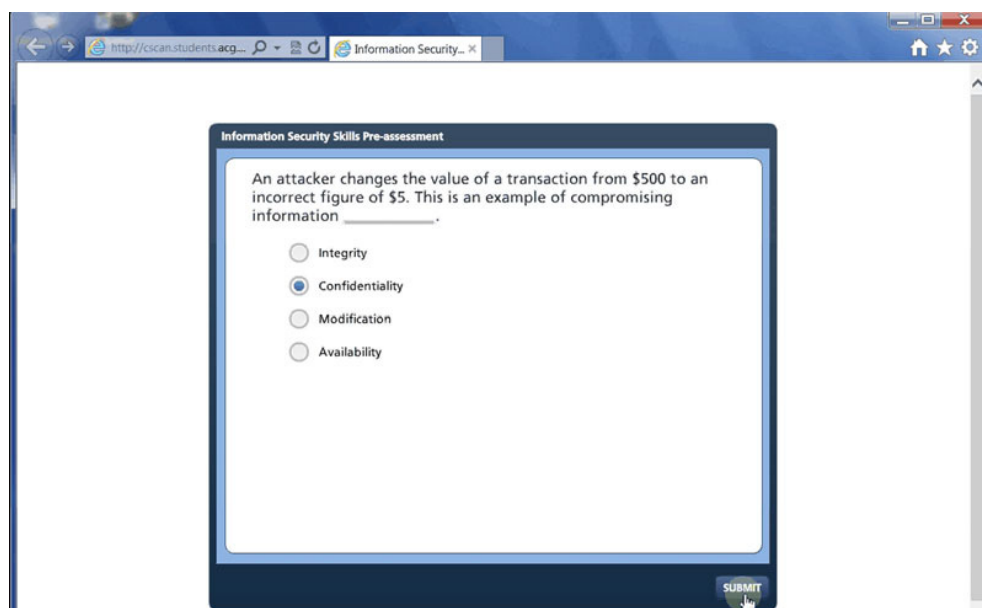 http://cscan.students.acg...
Information Security...
Information Security Skills Pre-assessment
An attacker changes the value of a transaction from $500 to an
incorrect figure of $5. This is an example of compromising
information __________.
Integrity
Confidentiality
Modification
Availability
SUBMIT